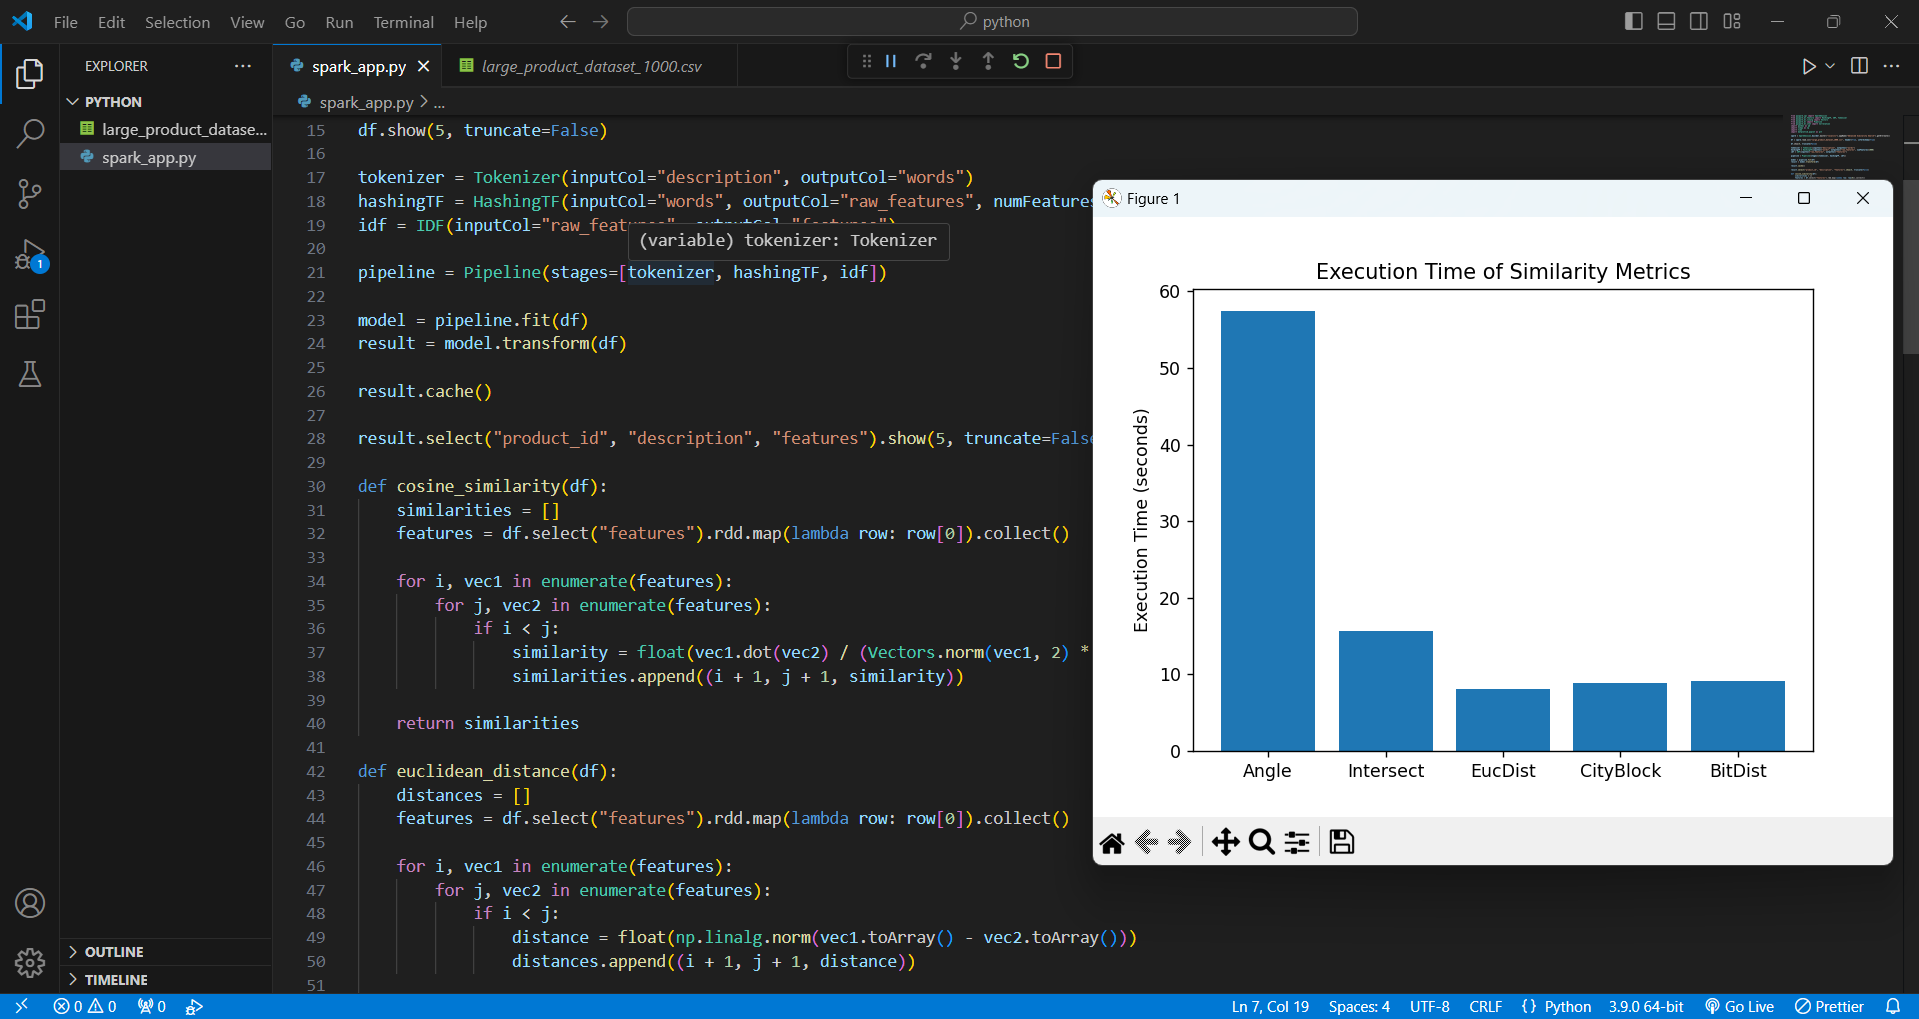 File Edit Selection View Go Run Terminal Help
python
EXPLORER
PYTHON
large_product_datase...
spark_app.py
OUTLINE
TIMELINE
spark_app.py
large_product_dataset_1000.csv
spark_app.py > ...
15 df.show(5, truncate=False)
16
17 tokenizer = Tokenizer(inputCol="description", outputCol="words")
18 hashingTF = HashingTF(inputCol="words", outputCol="raw_features", numFeatures
19 idf = IDF(inputCol="raw_features", outputCol="features")
(variable) tokenizer: Tokenizer
20
21 pipeline = Pipeline(stages=[tokenizer, hashingTF, idf])
22
23 model = pipeline.fit(df)
24 result = model.transform(df)
25
26 result.cache()
27
28 result.select("product_id", "description", "features").show(5, truncate=False
29
30 def cosine_similarity(df):
31 similarities = []
32 features = df.select("features").rdd.map(lambda row: row[0]).collect()
33
34 for i, vec1 in enumerate(features):
35 for j, vec2 in enumerate(features):
36 if i < j:
37 similarity = float(vec1.dot(vec2) / (Vectors.norm(vec1, 2) *
38 similarities.append((i + 1, j + 1, similarity))
39
40 return similarities
41
42 def euclidean_distance(df):
43 distances = []
44 features = df.select("features").rdd.map(lambda row: row[0]).collect()
45
46 for i, vec1 in enumerate(features):
47 for j, vec2 in enumerate(features):
48 if i < j:
49 distance = float(np.linalg.norm(vec1.toArray() - vec2.toArray()))
50 distances.append((i + 1, j + 1, distance))
51
Figure 1
Execution Time of Similarity Metrics
Execution Time (seconds)
60
50
40
30
20
10
0
Angle Intersect EucDist CityBlock BitDist
1
0 0 0
Ln 7, Col 19 Spaces: 4 UTF-8 CRLF {} Python 3.9.0 64-bit Go Live Prettier